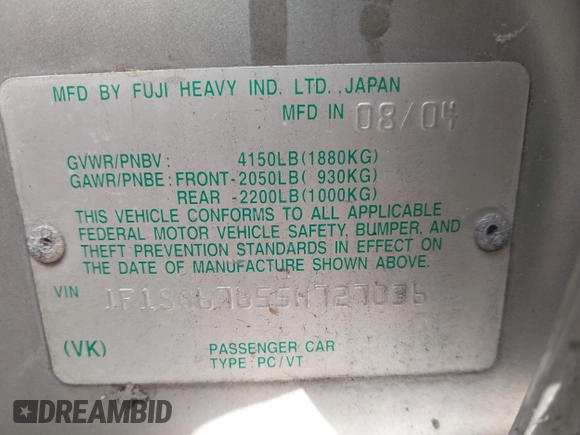 MFD BY FUJI HEAVY IND. LTD., JAPAN
MFD IN 08/04
GVWR/PNBV: 4150LB(1880KG)
GAWR/PNBE: FRONT-2050LB( 930KG)
REAR -2200LB(1000KG)
THIS VEHICLE CONFORMS TO ALL APPLICABLE
FEDERAL MOTOR VEHICLE SAFETY, BUMPER, AND
THEFT PREVENTION STANDARDS IN EFFECT ON
THE DATE OF MANUFACTURE SHOWN ABOVE.
VIN
(VK) PASSENGER CAR
TYPE PC/VT
DREAMBID